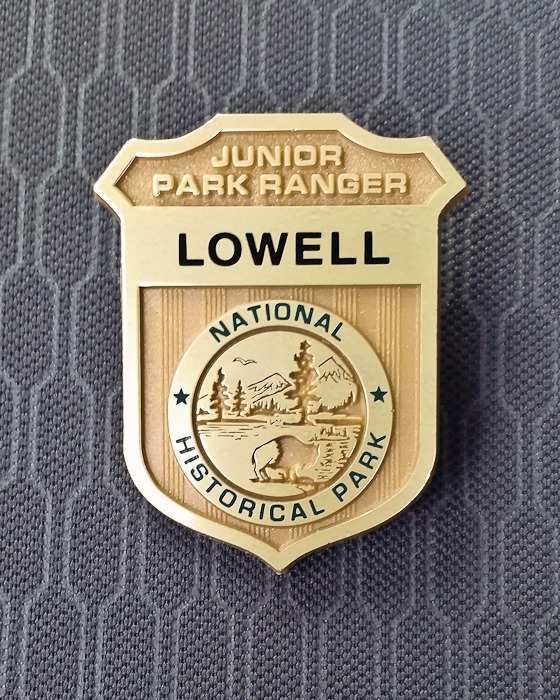 JUNIOR
PARK RANGER
LOWELL
NATIONAL
HISTORICAL PARK